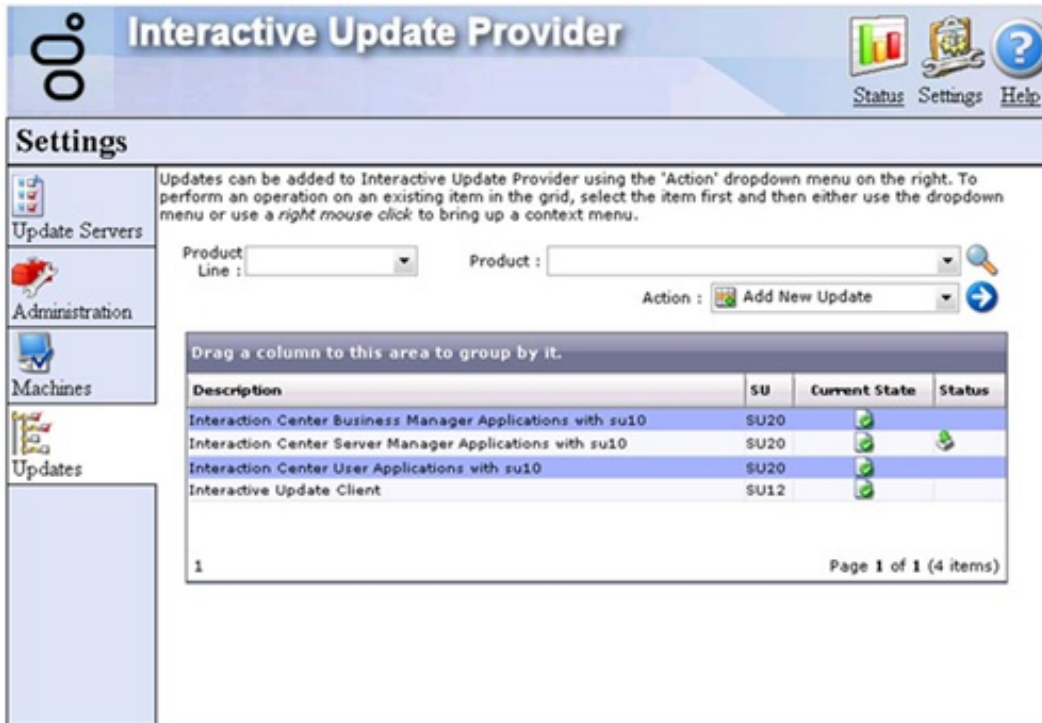 Interactive Update Provider
Status Settings Help
Settings
Update Servers
Administration
Machines
Updates
Updates can be added to Interactive Update Provider using the 'Action' dropdown menu on the right. To
perform an operation on an existing item in the grid, select the item first and then either use the dropdown
menu or use a right mouse click to bring up a context menu.
Product
Line :
Product :
Action : Add New Update
Drag a column to this area to group by it.
Description SU Current State Status
Interaction Center Business Manager Applications with su10 SU20
Interaction Center Server Manager Applications with su10 SU20
Interaction Center User Applications with su10 SU20
Interactive Update Client SU12
1 Page 1 of 1 (4 items)